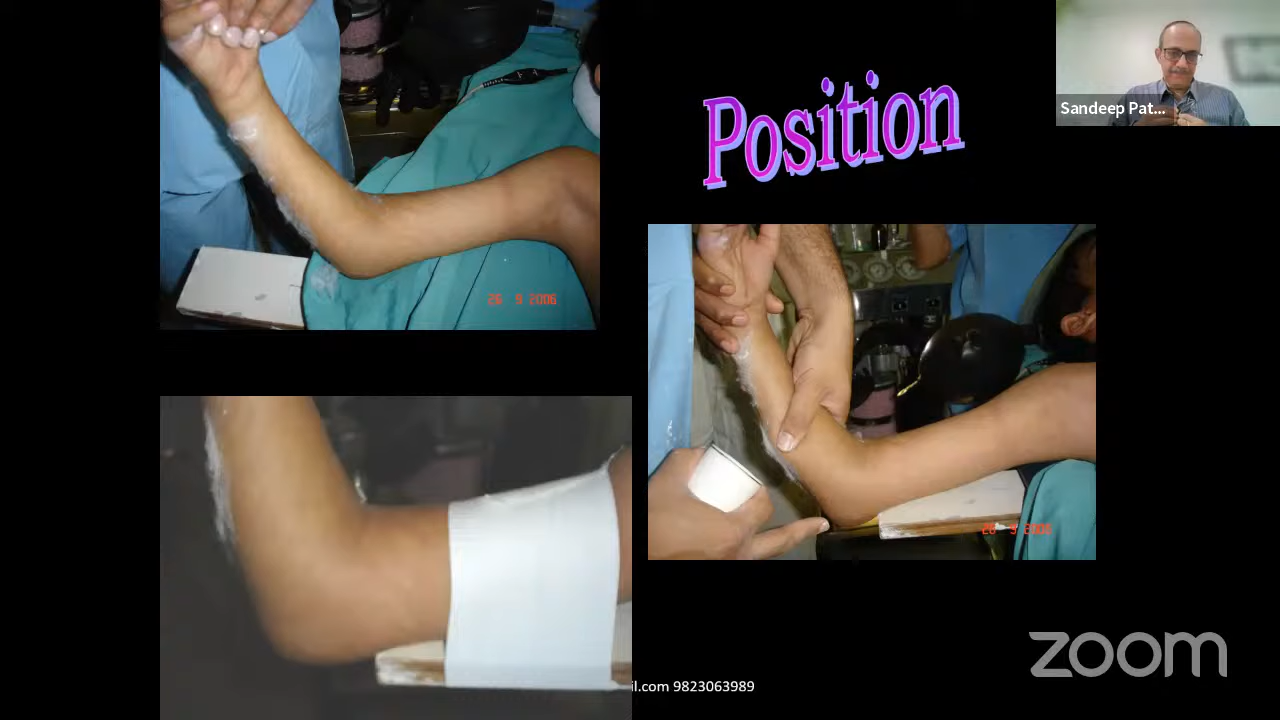 Position
Sandeep Pat...
26 9 2006
26 9 2006
il.com 9823063989
zoom